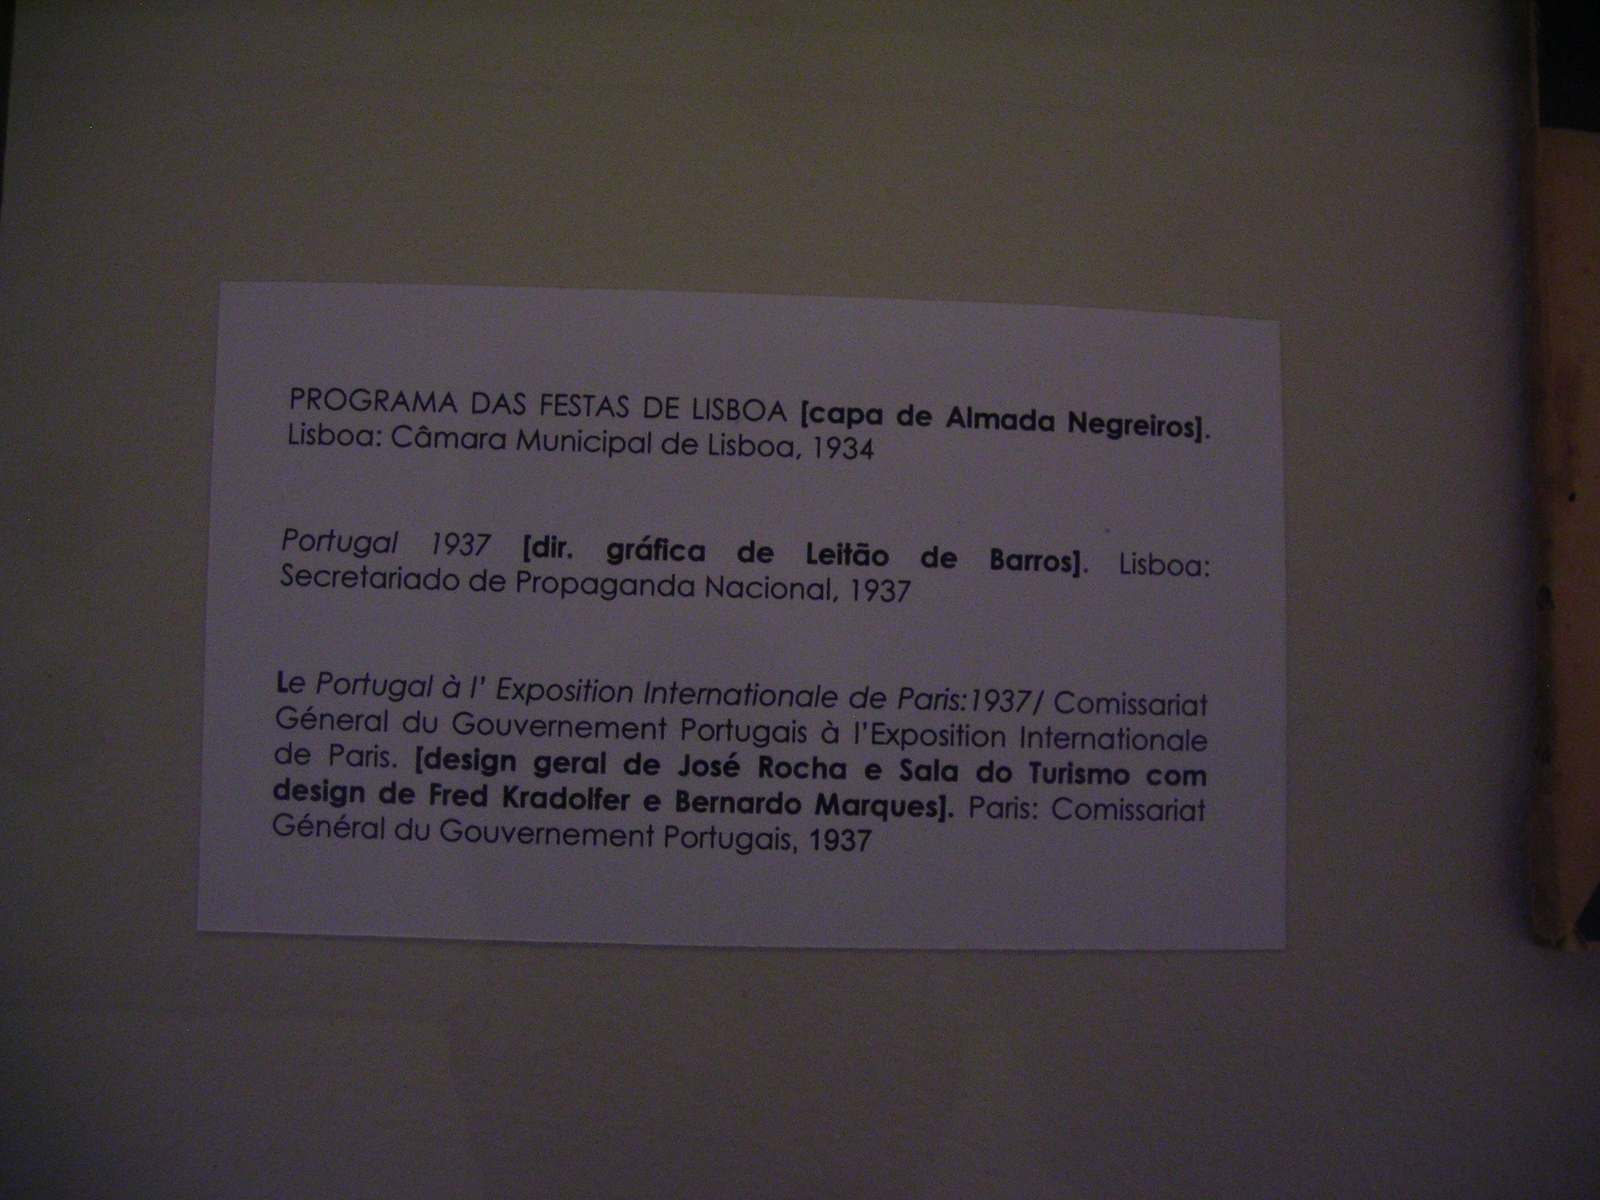 PROGRAMA DAS FESTAS DE LISBOA [capa de Almada Negreiros].
Lisboa: Câmara Municipal de Lisboa, 1934
Portugal 1937 [dir. gráfica de Leitão de Barros]. Lisboa:
Secretariado de Propaganda Nacional, 1937
Le Portugal à l' Exposition Internationale de Paris:1937/ Comissariat
Géneral du Gouvernement Portugais à l'Exposition Internationale
de Paris. [design geral de José Rocha e Sala do Turismo com
design de Fred Kradolfer e Bernardo Marques]. Paris: Comissariat
Général du Gouvernement Portugais, 1937